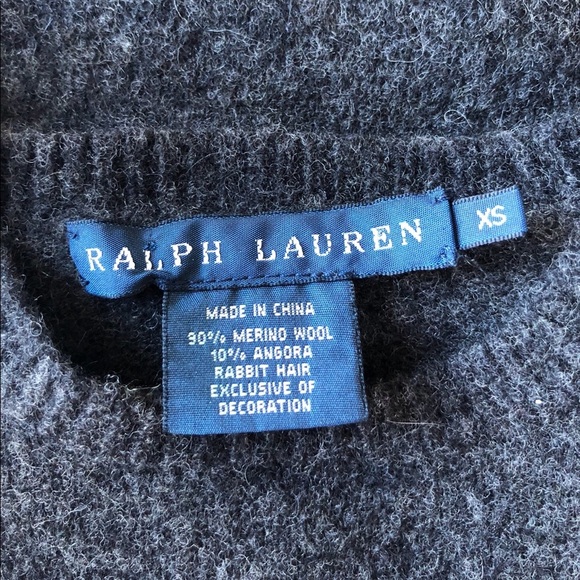 RALPH LAUREN
XS
MADE IN CHINA
90% MERINO WOOL
10% ANGORA
RABBIT HAIR
EXCLUSIVE OF
DECORATION